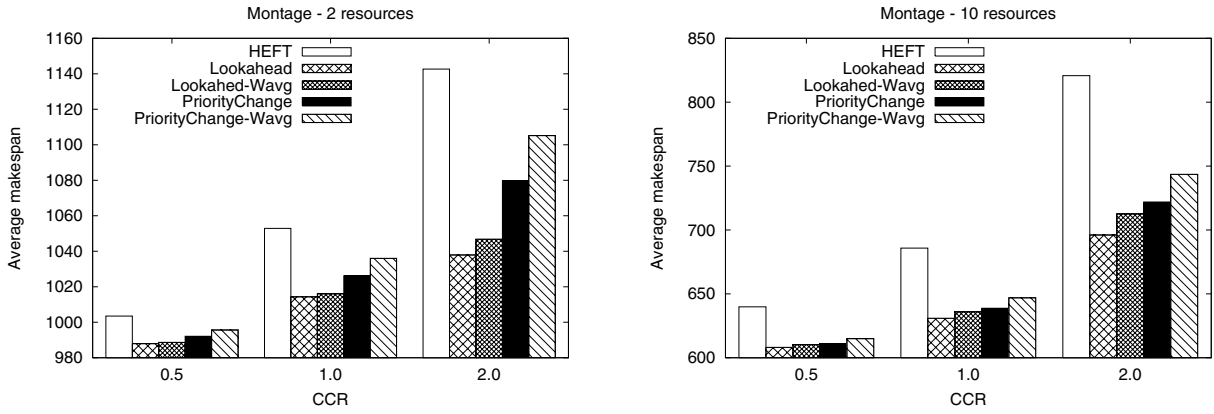 Montage - 2 resources
Average makespan
1160
1140
1120
1100
1080
1060
1040
1020
1000
980
HEFT
Lookahead
Lookahed-Wavg
PriorityChange
PriorityChange-Wavg
0.5
1.0
2.0
CCR
Montage - 10 resources
Average makespan
850
800
750
700
650
600
HEFT
Lookahead
Lookahed-Wavg
PriorityChange
PriorityChange-Wavg
0.5
1.0
2.0
CCR